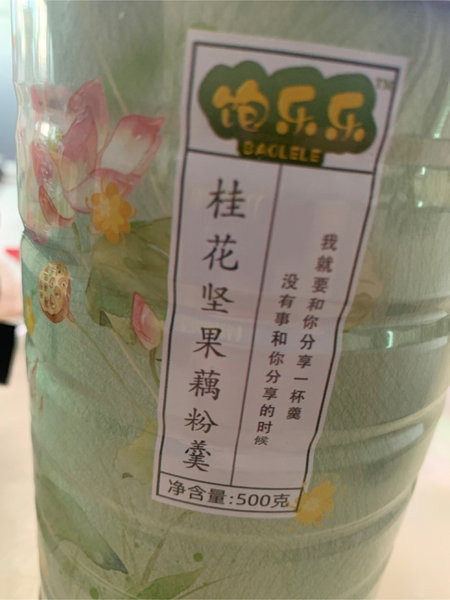 饱乐乐
TM
BAOLELE
桂花坚果藕粉羹
没有事和你分享的时候
我就要和你分享一杯羹
净含量:500克